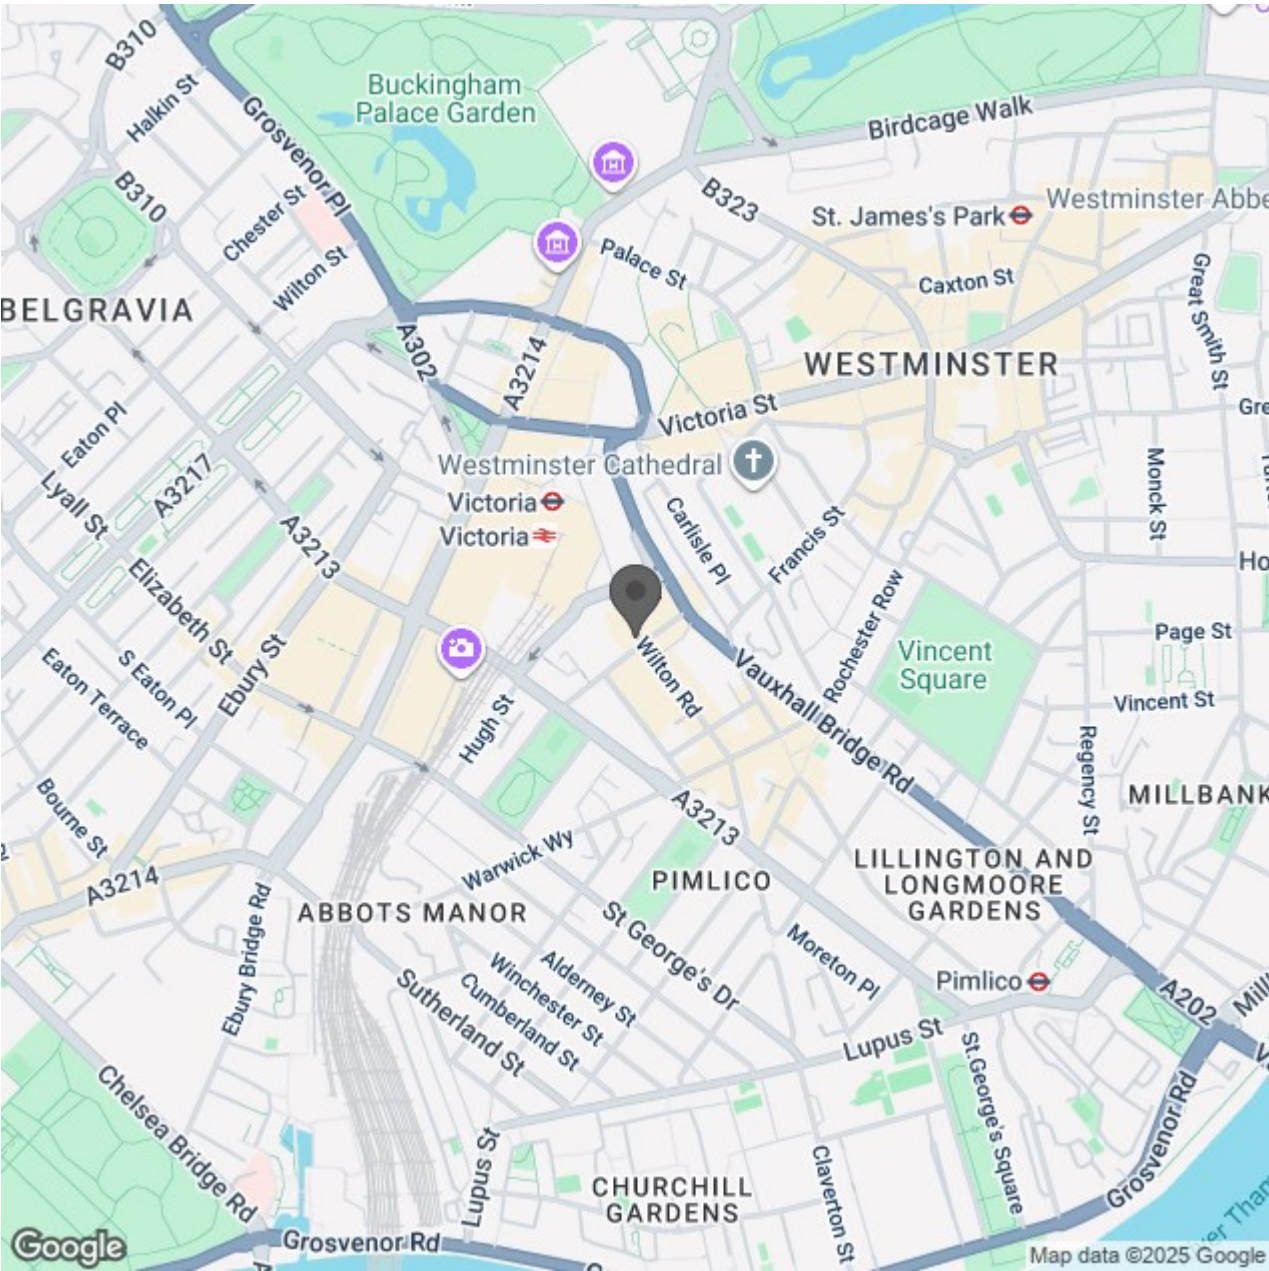 B310
Halkin St
Grosvenor Pl
Buckingham
Palace Garden
Birdcage Walk
B310
Chester St
Wilton St
B323
St. James's Park
Westminster Abbe
Palace St
Caxton St
Great Smith St
BELGRAVIA
A302
A3214
WESTMINSTER
Victoria St
Gre
Eaton Pl
Lyall St
A3217
Westminster Cathedral
Victoria
Victoria
Carlisle Pl
Francis St
Monck St
Ho
A3213
Elizabeth St
Ebury St
S Eaton Pl
Eaton Terrace
Rochester Row
Vincent
Square
Page St
Vincent St
Wilton Rd
Vauxhall Bridge Rd
Hugh St
Regency St
MILLBANK
Bourne St
A3213
A3214
Warwick Wy
PIMLICO
LILLINGTON AND
LONGMOORE
GARDENS
ABBOTS MANOR
Ebury Bridge Rd
St George's Dr
Moreton Pl
Alderney St
Winchester St
Cumberland St
Sutherland St
Pimlico
A202
Lupus St
St.George's Square
Chelsea Bridge Rd
Grosvenor Rd
Lupus St
Claverton St
CHURCHILL
GARDENS
Grosvenor Rd
Google
Map data ©2025 Google